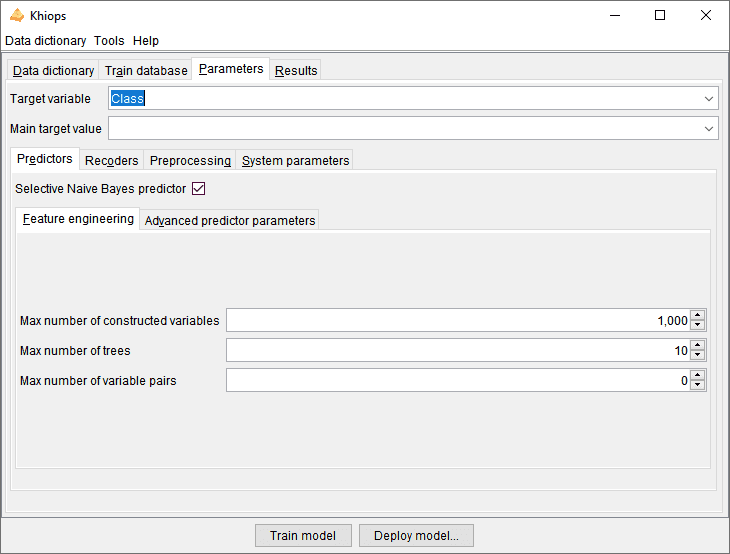 Khiops
Data dictionary Tools Help
Data dictionary Train database Parameters Results
Target variable Class
Main target value
Predictors Recoders Preprocessing System parameters
Selective Naive Bayes predictor
Feature engineering Advanced predictor parameters
Max number of constructed variables 1,000
Max number of trees 10
Max number of variable pairs 0
Train model Deploy model...